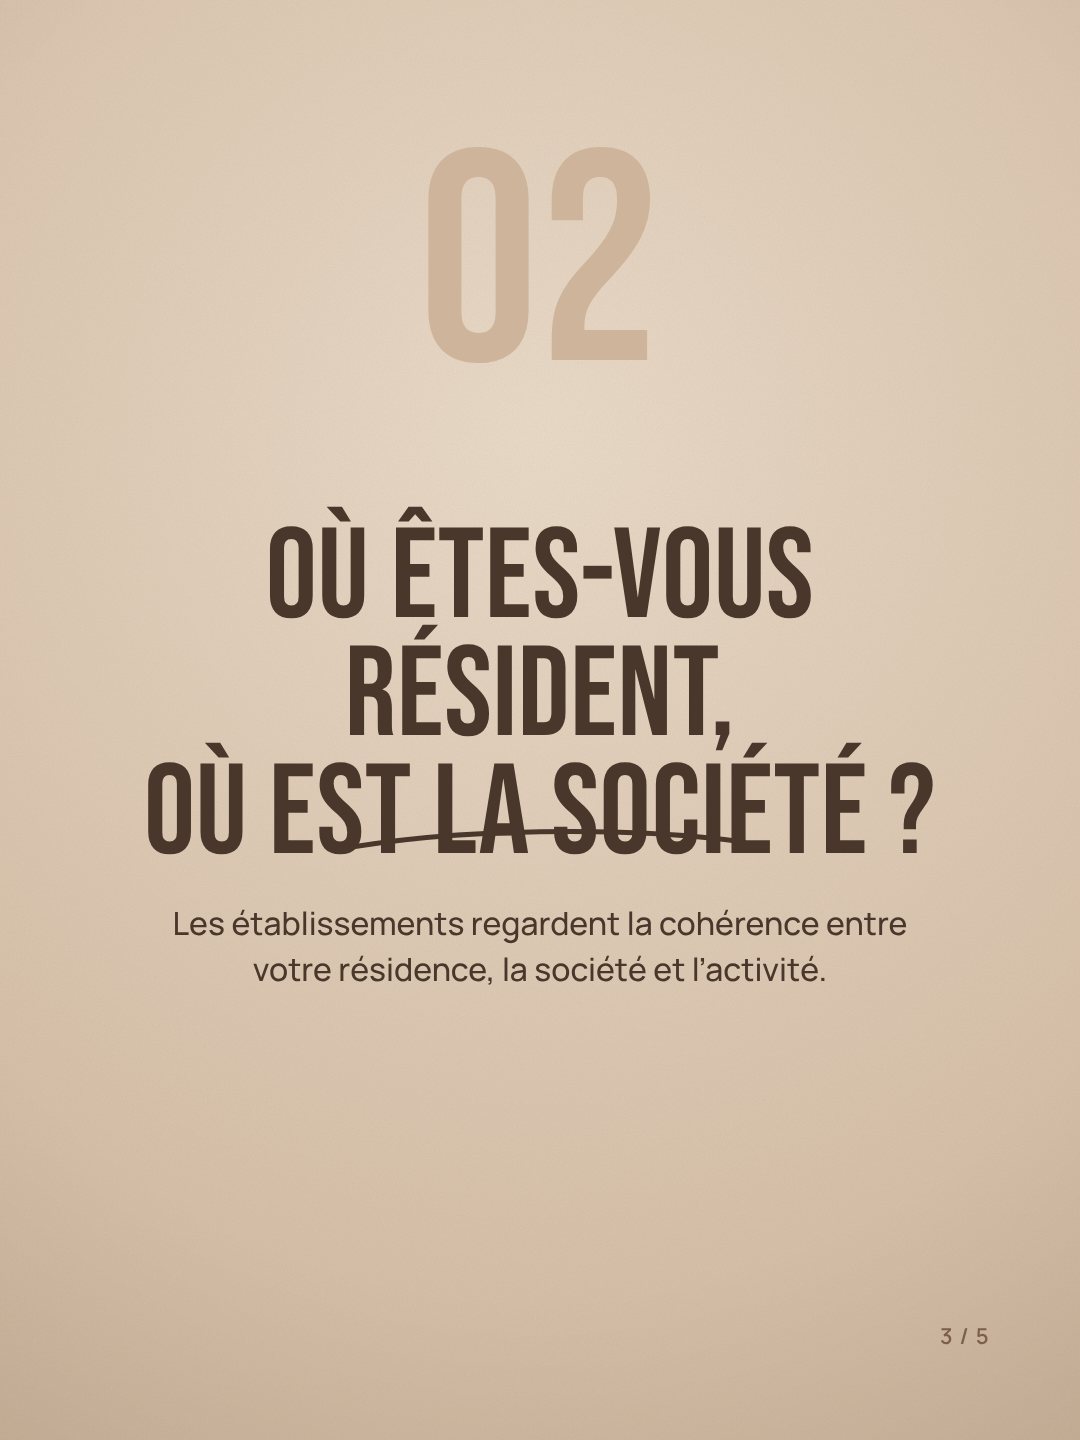 02
OÙ ÊTES-VOUS
RÉSIDENT,
OÙ EST LA SOCIÉTÉ ?
Les établissements regardent la cohérence entre
votre résidence, la société et l’activité.
3 / 5